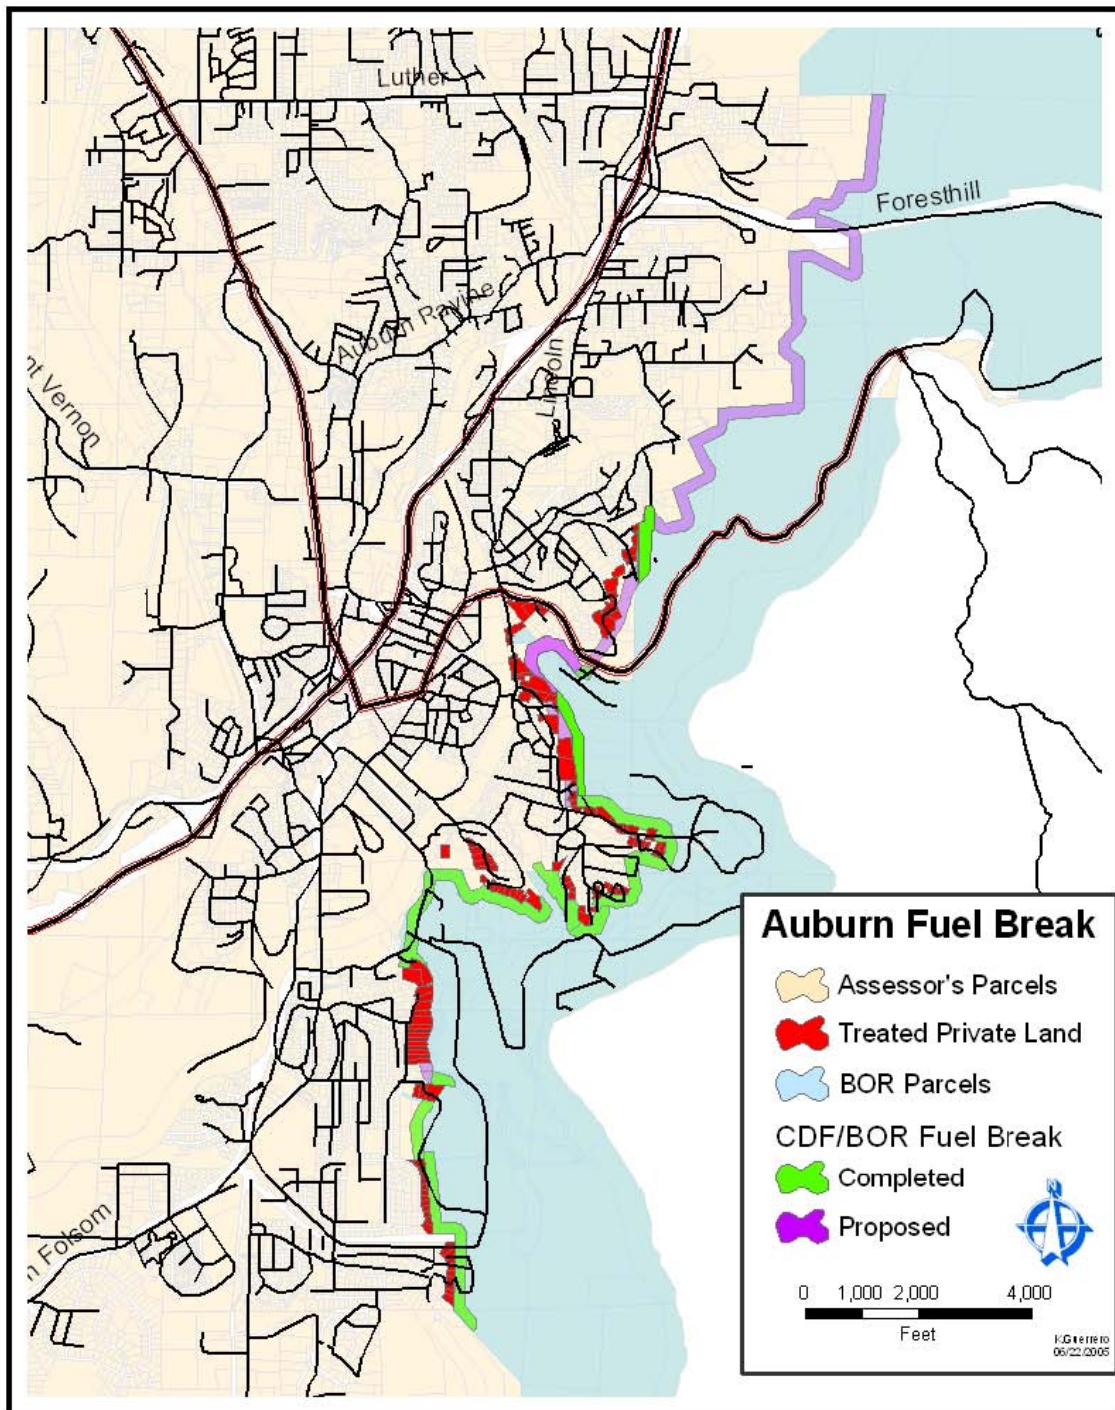 Luther
Foresthill
Auburn Ravine
Lincoln
nt Vernon
n Folsom
Auburn Fuel Break
Assessor's Parcels
Treated Private Land
BOR Parcels
CDF/BOR Fuel Break
Completed
Proposed
N
0 1,000 2,000 4,000
Feet
K.Guerrero
06/22/2005